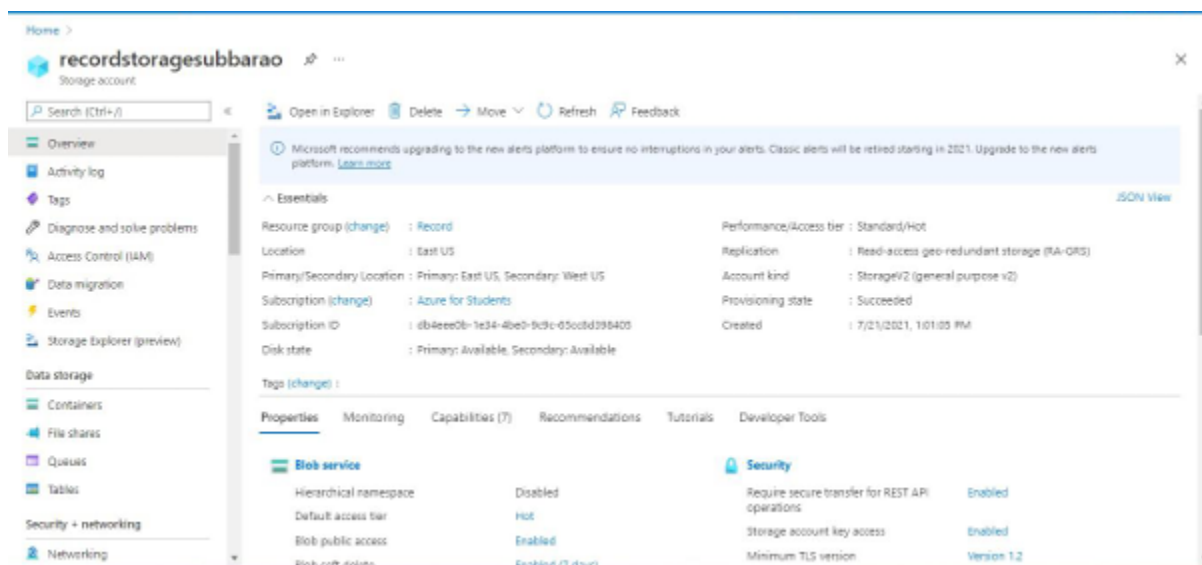 Home >
recordstoragesubbarao
Storage account
Search (Ctrl+/)
Overview
Activity log
Tags
Diagnose and solve problems
Access Control (IAM)
Data migration
Events
Storage Explorer (preview)
Data storage
Containers
File shares
Queues
Tables
Security + networking
Networking
Open in Explorer Delete Move Refresh Feedback
Microsoft recommends upgrading to the new alerts platform to ensure no interruptions in your alerts. Classic alerts will be retired starting in 2021. Upgrade to the new alerts
platform. Learn more
Essentials JSON View
Resource group (change) : Record
Location : East US
Primary/Secondary Location : Primary: East US, Secondary: West US
Subscription (change) : Azure for Students
Subscription ID :
Disk state : Primary: Available, Secondary: Available
Performance/Access tier : Standard/Hot
Replication : Read-access geo-redundant storage (RA-GRS)
Account kind : StorageV2 (general purpose v2)
Provisioning state : Succeeded
Created : 7/21/2021, 1:01:05 PM
Tags (change) :
Properties Monitoring Capabilities (7) Recommendations Tutorials Developer Tools
Blob service
Hierarchical namespace Disabled
Default access tier Hot
Blob public access Enabled
Blob soft delete Enabled (7 days)
Security
Require secure transfer for REST API Enabled
operations
Storage account key access Enabled
Minimum TLS version Version 1.2